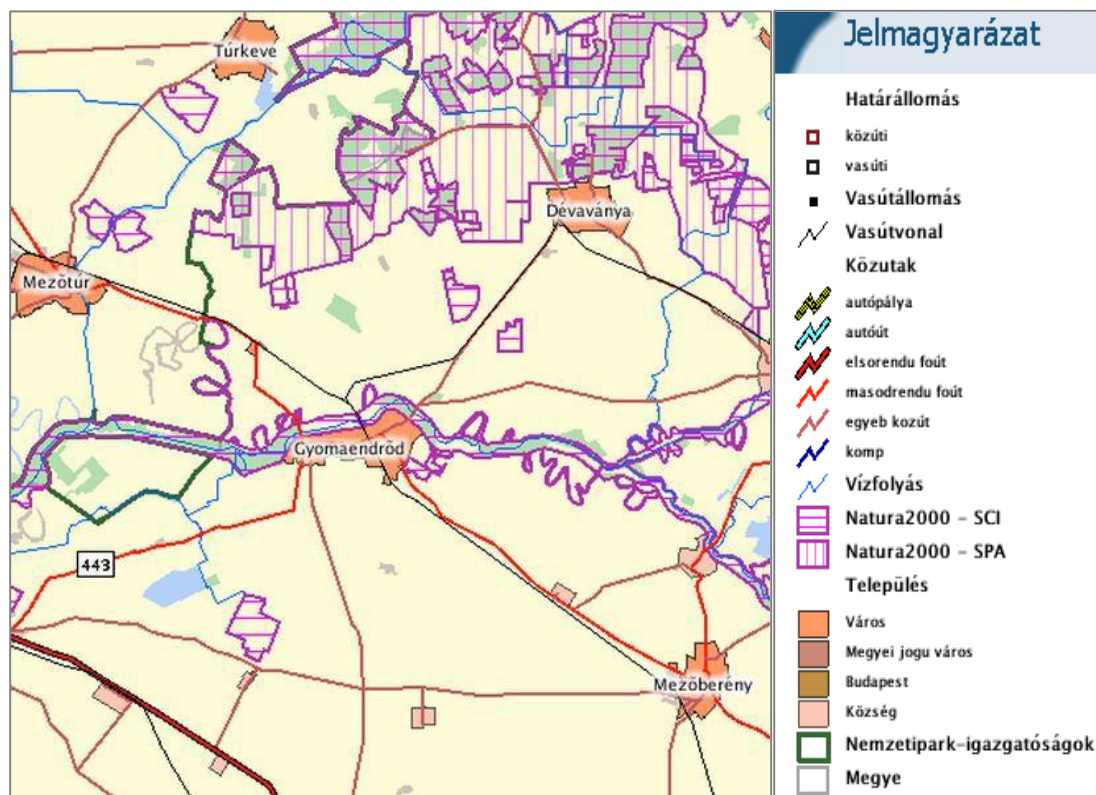 Túrkeve
Dévaványa
Mezőtúr
Gyomaendrőd
443
Mezőberény
Jelmagyarázat
Határállomás
közúti
vasúti
Vasútállomás
Vasútvonal
Közutak
autópálya
autóút
elsorendu foút
masodrendu foút
egyeb kozút
komp
Vízfolyás
Natura2000 - SCI
Natura2000 - SPA
Település
Város
Megyei jogu város
Budapest
Község
Nemzetipark-igazgatóságok
Megye